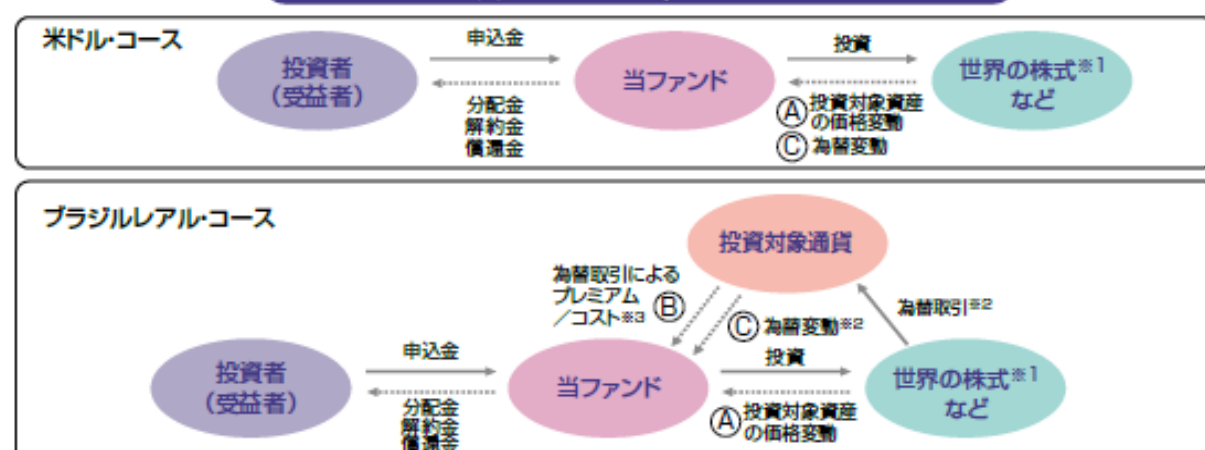 米ドル・コース
投資者
(受益者)
申込金
分配金
解約金
償還金
当ファンド
投資
Ⓐ投資対象資産
の価格変動
Ⓒ為替変動
世界の株式※1
など
ブラジルレアル・コース
投資対象通貨
為替取引による
プレミアム
/コスト※3 Ⓑ
Ⓒ為替変動※2
為替取引※2
投資者
(受益者)
申込金
分配金
解約金
償還金
当ファンド
投資
Ⓐ投資対象資産
の価格変動
世界の株式※1
など